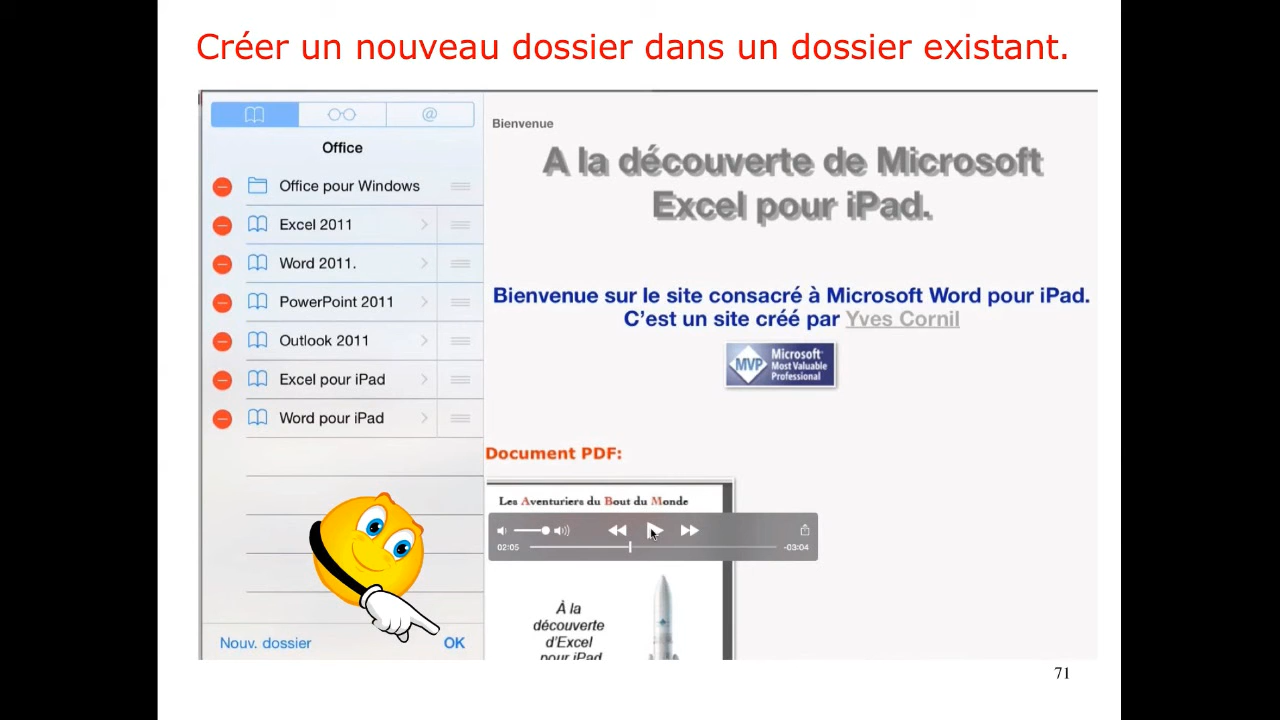 Créer un nouveau dossier dans un dossier existant.
@
Office
Office pour Windows
Excel 2011
Word 2011.
PowerPoint 2011
Outlook 2011
Excel pour iPad
Word pour iPad
Nouv. dossier
OK
Bienvenue
A la découverte de Microsoft
Excel pour iPad.
Bienvenue sur le site consacré à Microsoft Word pour iPad.
C'est un site créé par Yves Cornil
MVP
Microsoft
Most Valuable
Professional
Document PDF:
Les Aventuriers du Bout du Monde
02:05
-03:04
À la
découverte
d'Excel
pour iPad
71